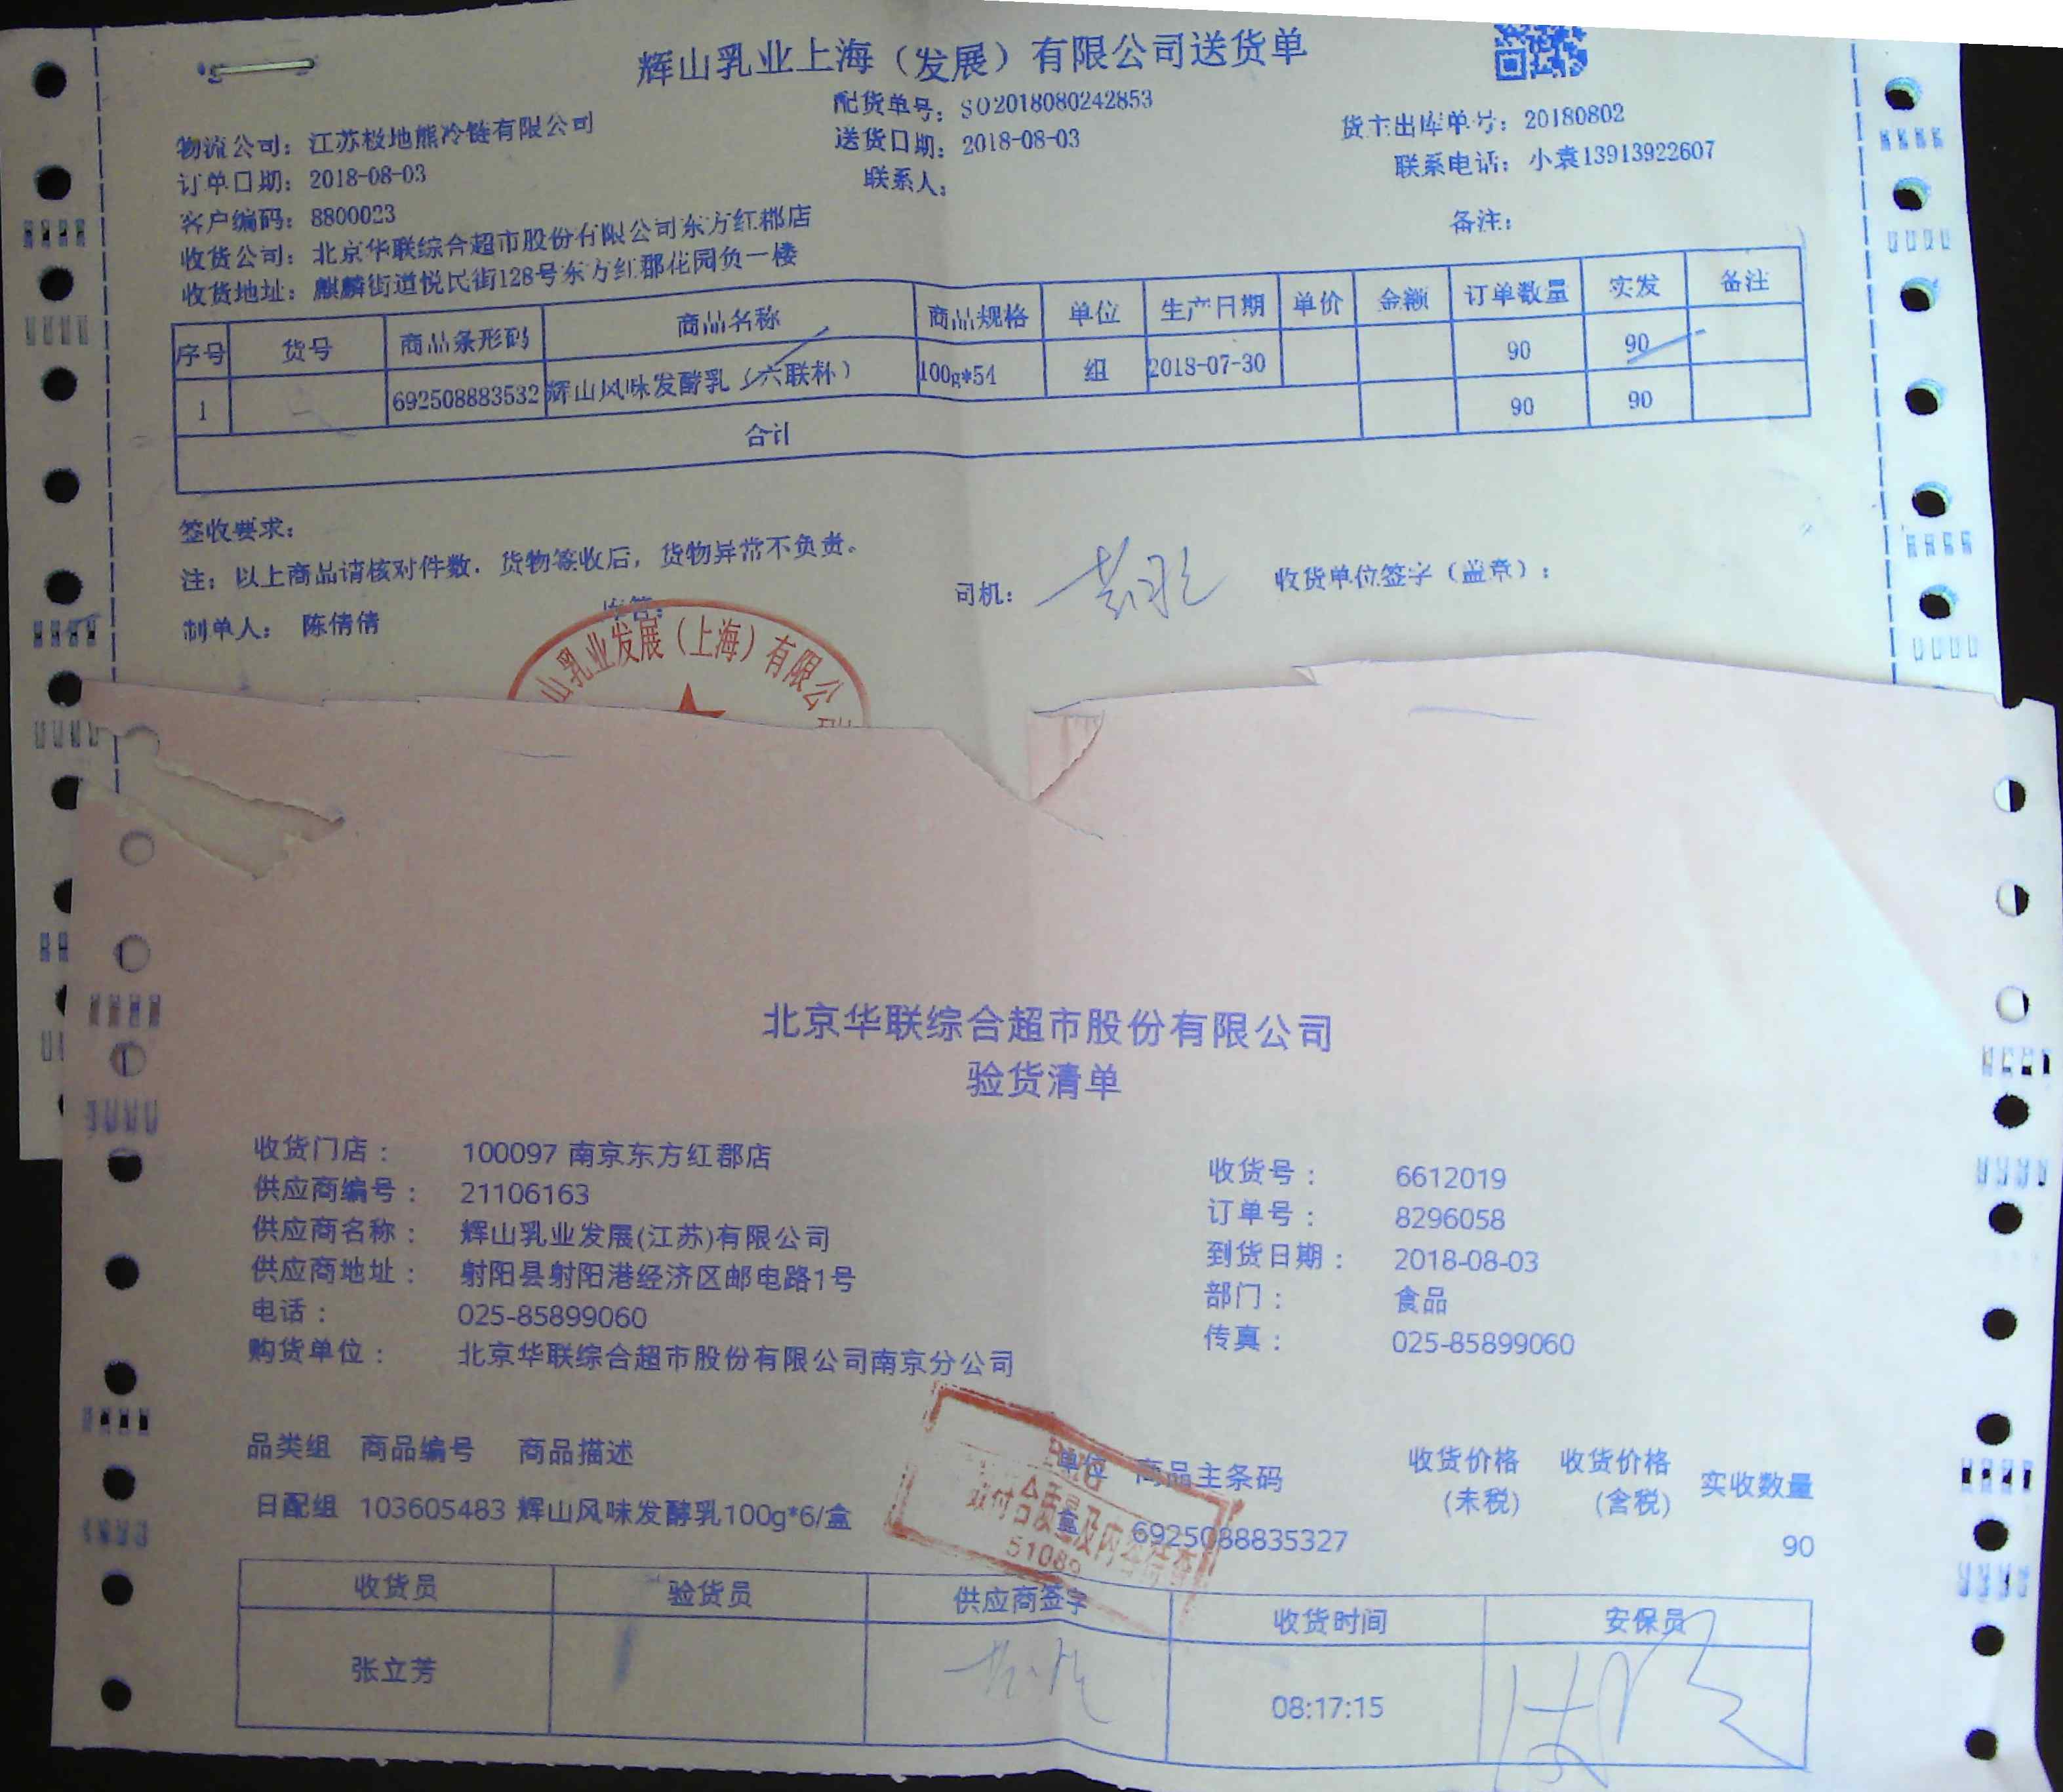 辉山乳业上海（发展）有限公司送货单
配货单号：SO2018080242853
物流公司：江苏极地熊冷链有限公司 送货日期：2018-08-03 货主出库单号：20180802
订单日期：2018-08-03 联系人： 联系电话：小袁13913922607
客户编码：8800023
收货公司：北京华联综合超市股份有限公司东方红郡店 备注：
收货地址：麒麟街道悦民街128号东方红郡花园负一楼
序号 货号 商品条形码 商品名称 商品规格 单位 生产日期 单价 金额 订单数量 实发 备注
1 692508883532 辉山风味发酵乳（六联杯） 100g*54 组 2018-07-30 90 90
合计 90 90
签收要求：
注：以上商品请核对件数，货物签收后，货物异常不负责。
制单人：陈倩倩 司机： 收货单位签字（盖章）：
山乳业发展（上海）有限公
北京华联综合超市股份有限公司
验货清单
收货门店： 100097 南京东方红郡店 收货号： 6612019
供应商编号： 21106163 订单号： 8296058
供应商名称： 辉山乳业发展(江苏)有限公司 到货日期： 2018-08-03
供应商地址： 射阳县射阳港经济区邮电路1号 部门： 食品
电话： 025-85899060 传真： 025-85899060
购货单位： 北京华联综合超市股份有限公司南京分公司
品类组 商品编号 商品描述 单位 商品主条码 收货价格(未税) 收货价格(含税) 实收数量
日配组 103605483 辉山风味发酵乳100g*6/盒 盒 6925088835327 90
质量及内
收货员 验货员 供应商签字 收货时间 安保员
张立芳 08:17:15